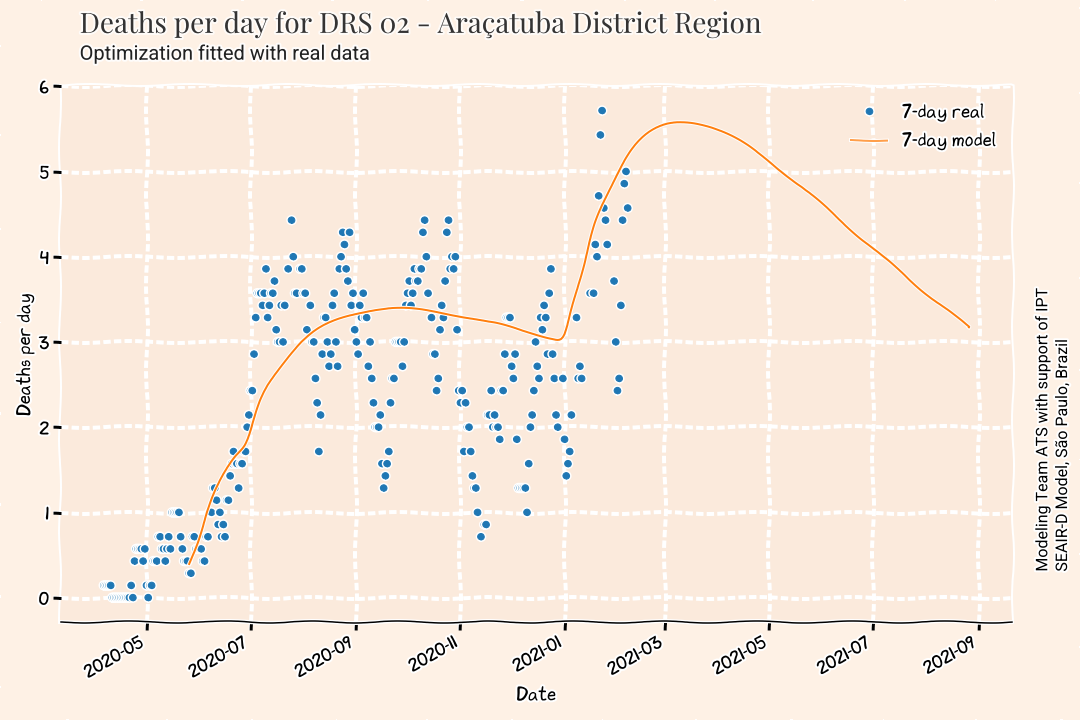 Deaths per day for DRS 02 - Araçatuba District Region
Optimization fitted with real data
6
5
4
3
2
1
0
Deaths per day
7-day real
7-day model
2020-05
2020-07
2020-09
2020-11
2021-01
2021-03
2021-05
2021-07
2021-09
Date
Modeling Team ATS with support of IPT
SEAIR-D Model, São Paulo, Brazil